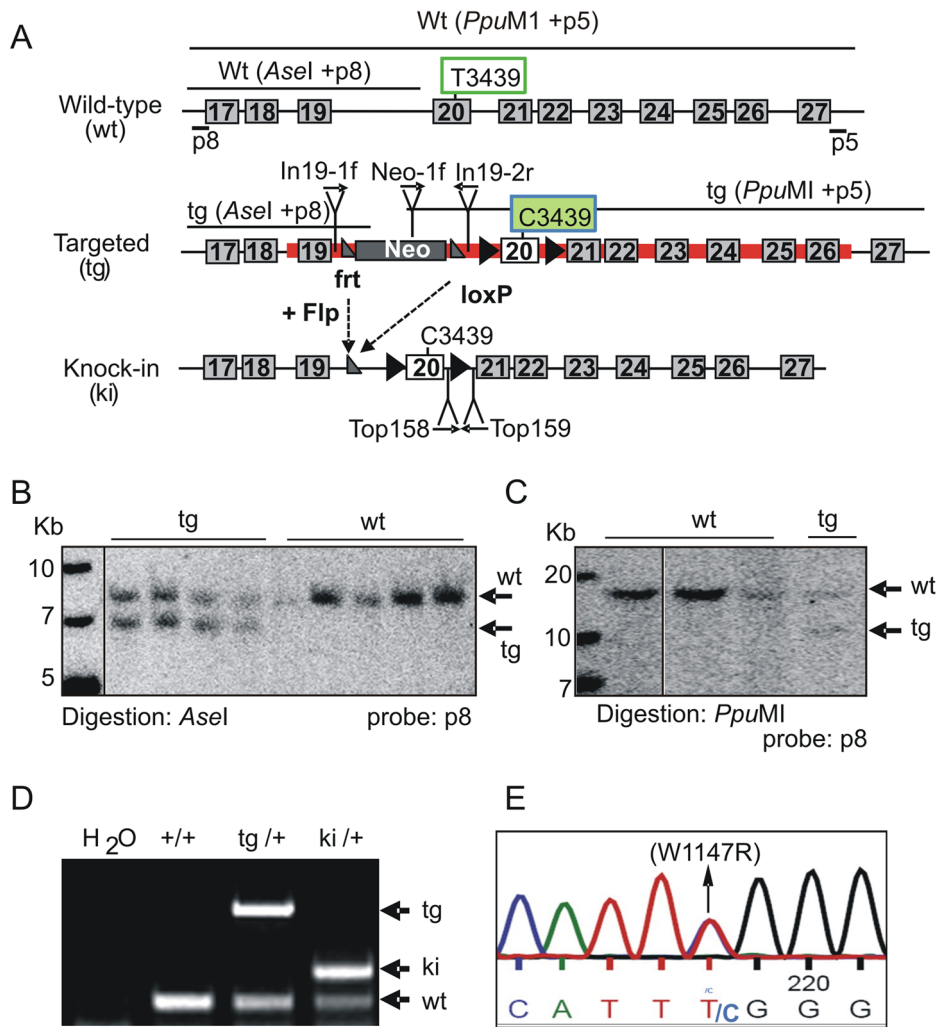 A
Wt (PpuM1 +p5)
Wt (AseI +p8)
T3439
Wild-type
(wt)
17 18 19 20 21 22 23 24 25 26 27
p8
p5
In19-1f
Neo-1f
In19-2r
tg (AseI +p8)
tg (PpuMI +p5)
C3439
Targeted
(tg)
17 18 19 Neo 20 21 22 23 24 25 26 27
frt
loxP
+ Flp
C3439
Knock-in
(ki)
17 18 19 20 21 22 23 24 25 26 27
Top158
Top159
B
Kb
tg
wt
10
7
5
wt
tg
Digestion: AseI
probe: p8
C
Kb
wt
tg
20
10
7
wt
tg
Digestion: PpuMI
probe: p8
D
H2O +/+ tg/+ ki/+
tg
ki
wt
E
(W1147R)
220
/C
C A T T T/C G G G